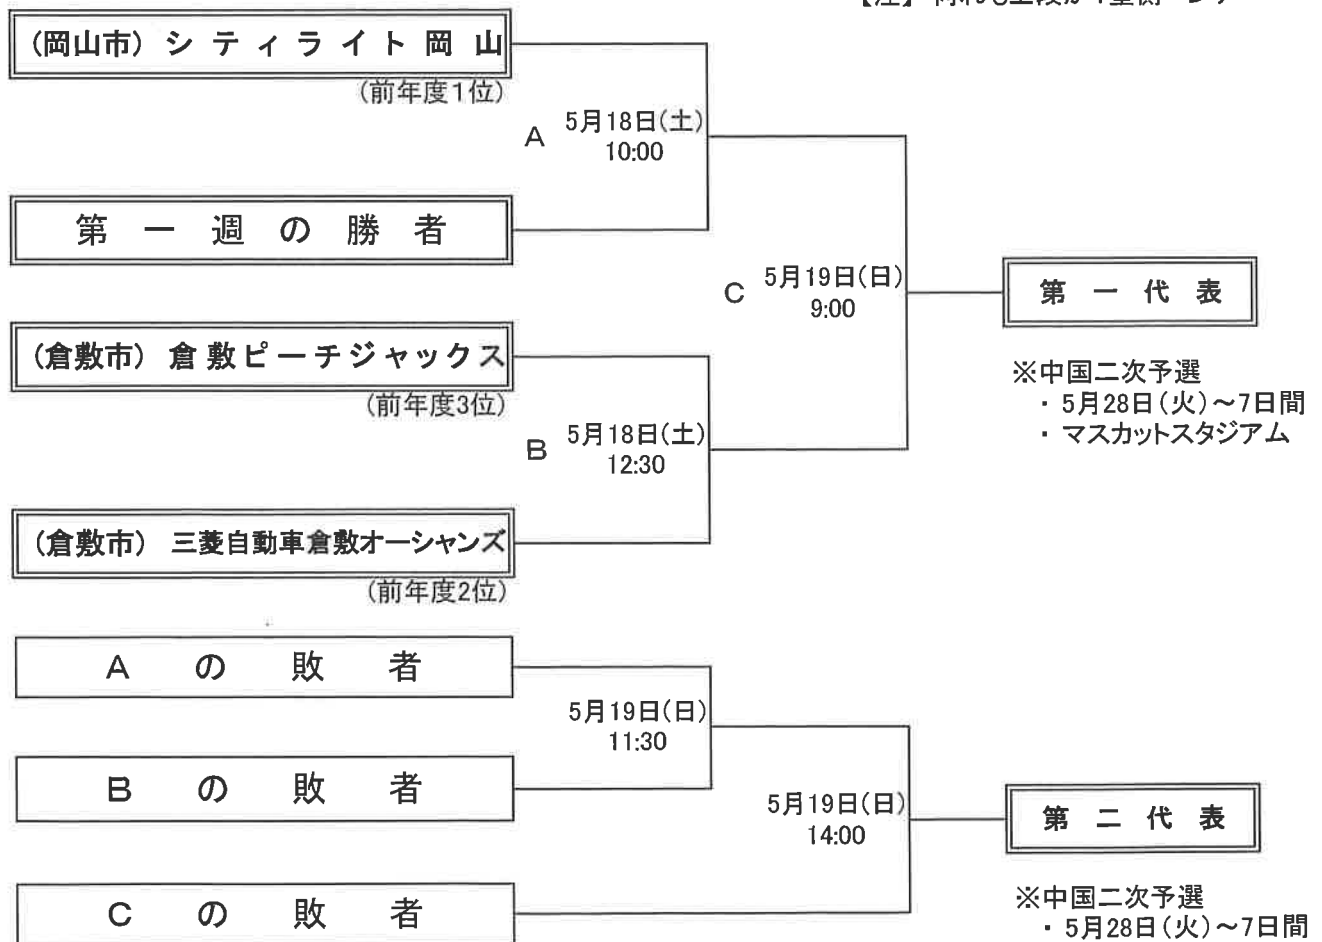 (岡山市) シティライト岡山
(前年度1位)
A 5月18日(土)
10:00
第一週の勝者
C 5月19日(日)
9:00
第一代表
(倉敷市) 倉敷ピーチジャックス
(前年度3位)
※中国二次予選
・ 5月28日(火)～7日間
・ マスカットスタジアム
B 5月18日(土)
12:30
(倉敷市) 三菱自動車倉敷オーシャンズ
(前年度2位)
Aの敗者
5月19日(日)
11:30
Bの敗者
5月19日(日)
14:00
第二代表
Cの敗者
※中国二次予選
・ 5月28日(火)～7日間